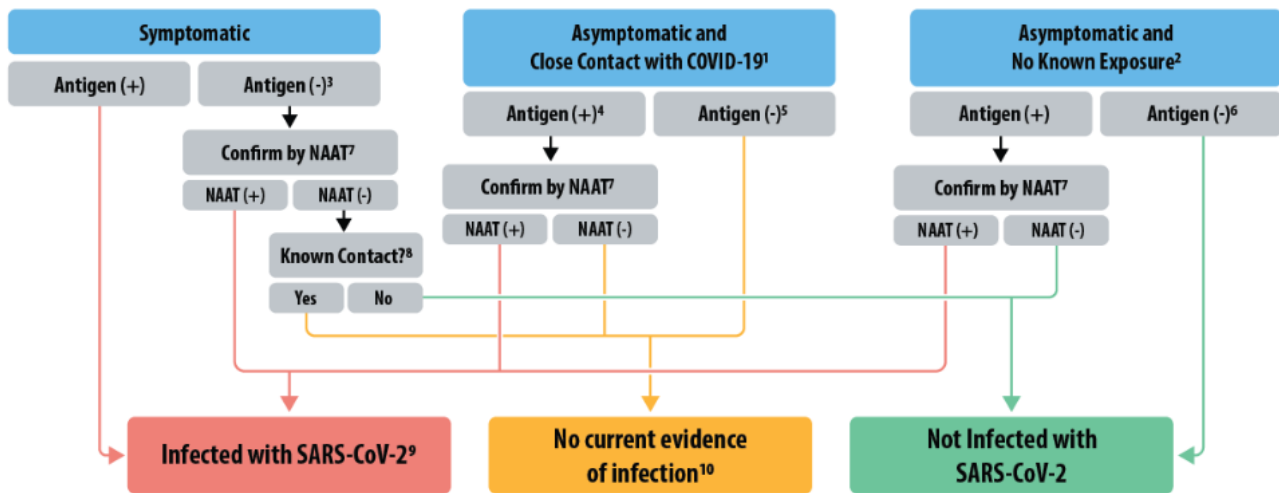 Symptomatic
Antigen (+)
Antigen (-)³
Confirm by NAAT⁷
NAAT (+)
NAAT (-)
Known Contact?⁸
Yes
No
Asymptomatic and
Close Contact with COVID-19¹
Antigen (+)⁴
Antigen (-)⁵
Confirm by NAAT⁷
NAAT (+)
NAAT (-)
Asymptomatic and
No Known Exposure²
Antigen (+)
Antigen (-)⁶
Confirm by NAAT⁷
NAAT (+)
NAAT (-)
Infected with SARS-CoV-2⁹
No current evidence
of infection¹⁰
Not Infected with
SARS-CoV-2